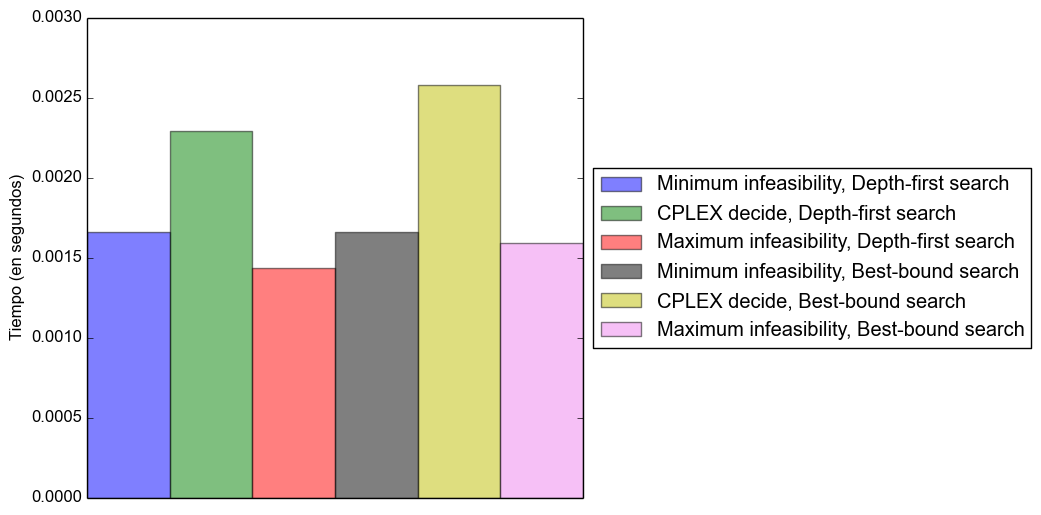 0.0030
0.0025
0.0020
0.0015
0.0010
0.0005
0.0000
Tiempo (en segundos)
Minimum infeasibility, Depth-first search
CPLEX decide, Depth-first search
Maximum infeasibility, Depth-first search
Minimum infeasibility, Best-bound search
CPLEX decide, Best-bound search
Maximum infeasibility, Best-bound search